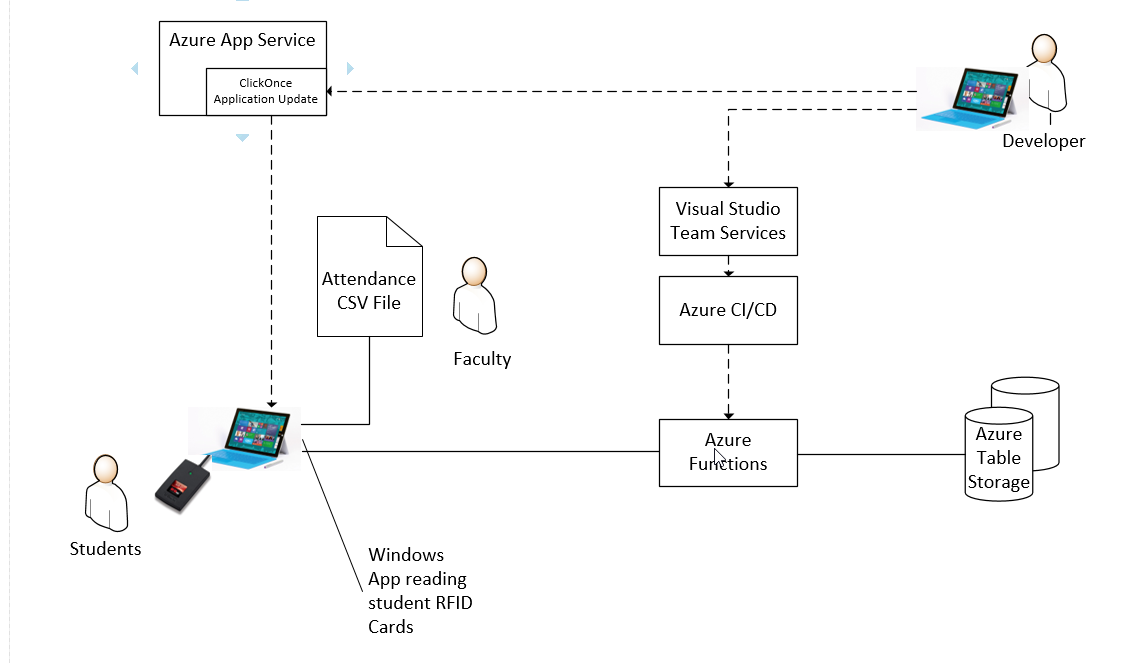 Azure App Service
ClickOnce
Application Update
Developer
Visual Studio
Team Services
Attendance
CSV File
Azure CI/CD
Faculty
Azure
Functions
Azure
Table
Storage
Students
Windows
App reading
student RFID
Cards